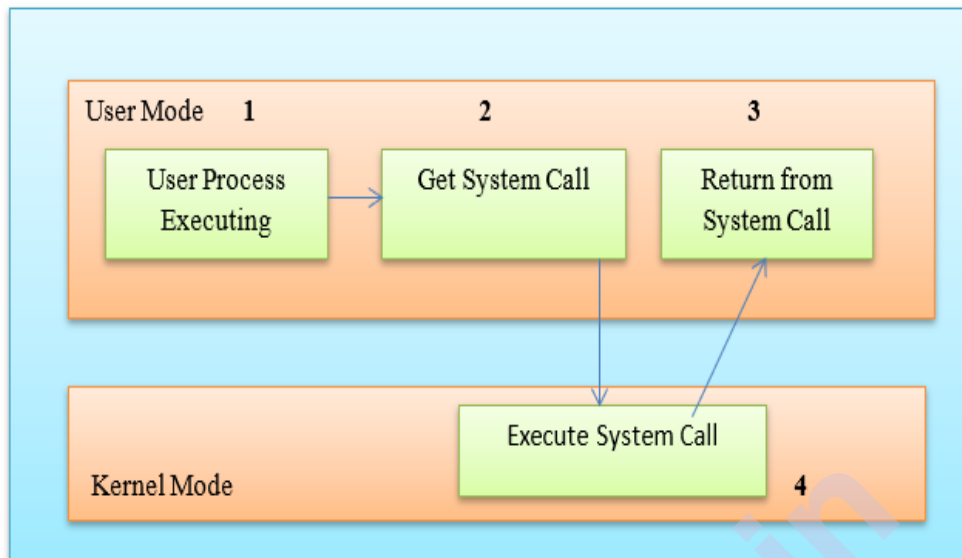 User Mode 1 2 3
User Process
Executing
Get System Call
Return from
System Call
Execute System Call
Kernel Mode 4